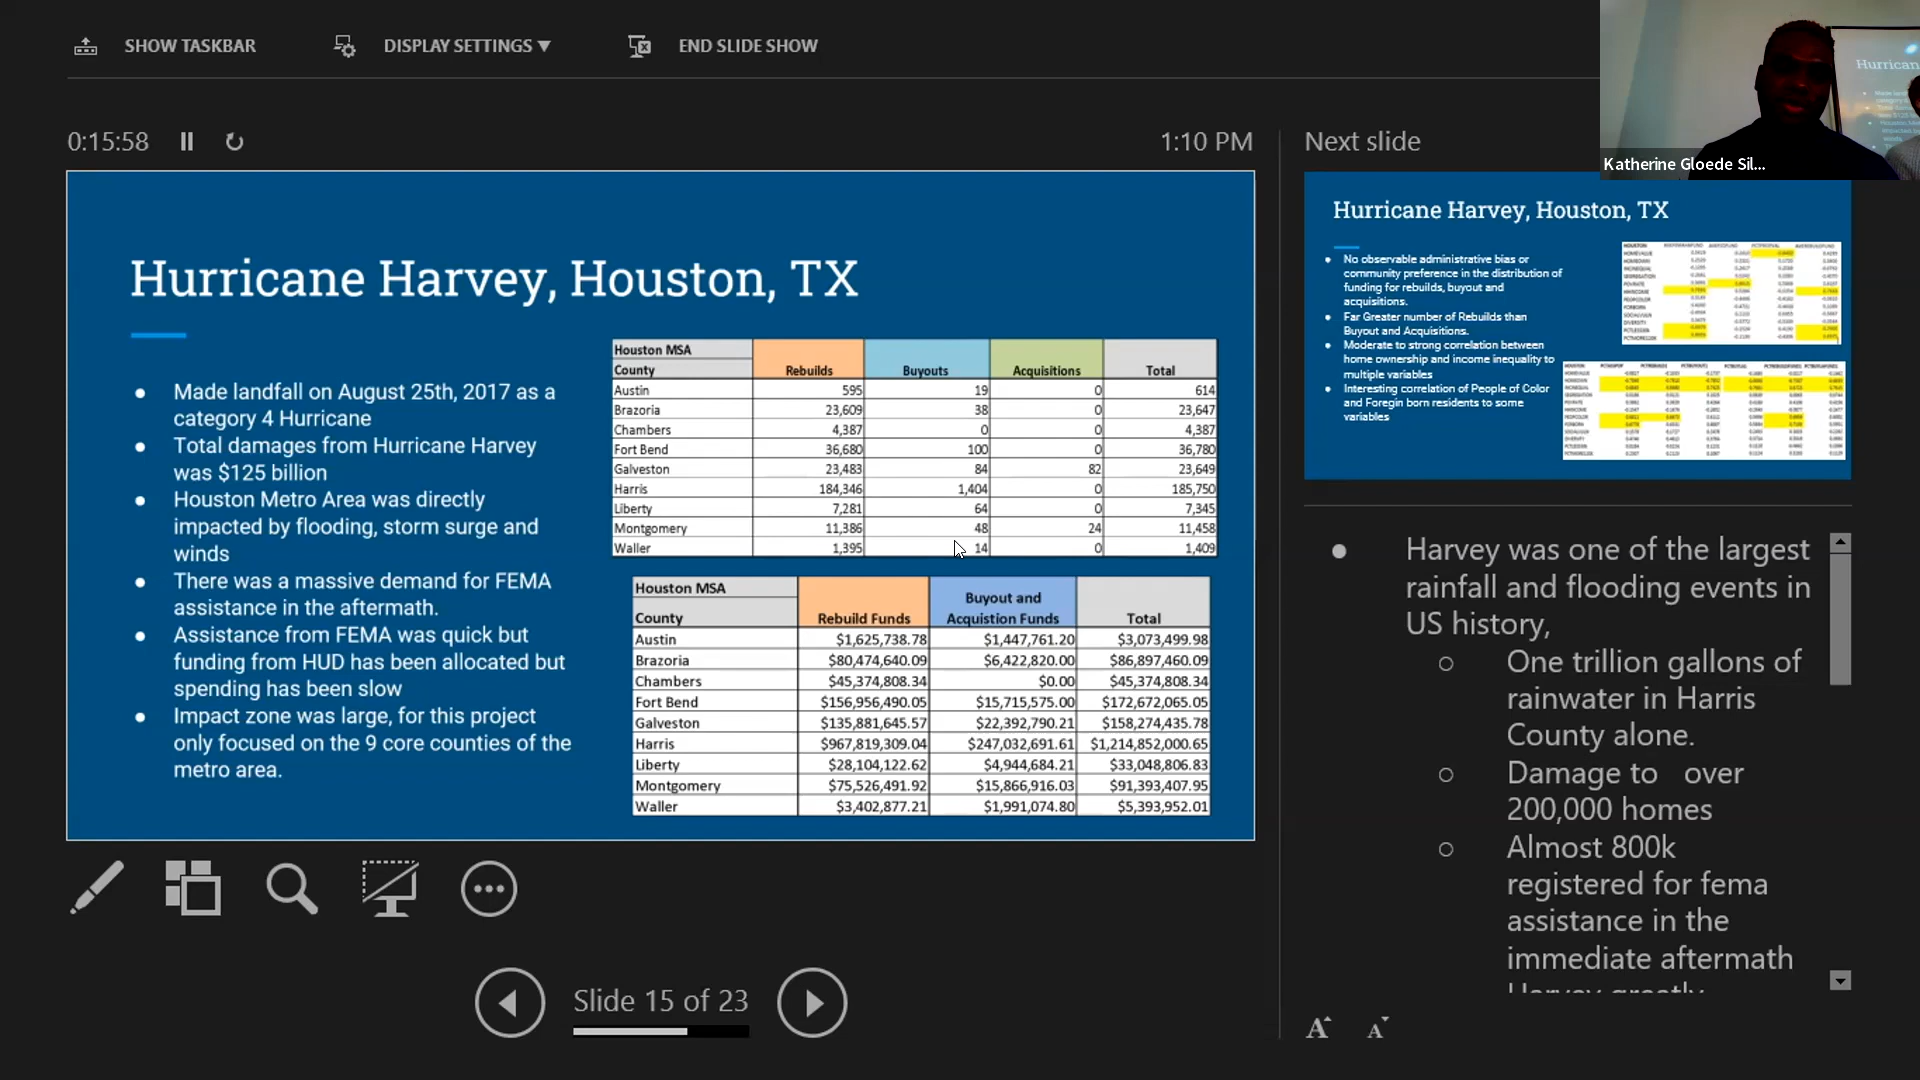 SHOW TASKBAR DISPLAY SETTINGS ▼ END SLIDE SHOW
0:15:58 1:10 PM
Hurricane Harvey, Houston, TX
● Made landfall on August 25th, 2017 as a
category 4 Hurricane
● Total damages from Hurricane Harvey
was $125 billion
● Houston Metro Area was directly
impacted by flooding, storm surge and
winds
● There was a massive demand for FEMA
assistance in the aftermath.
● Assistance from FEMA was quick but
funding from HUD has been allocated but
spending has been slow
● Impact zone was large, for this project
only focused on the 9 core counties of the
metro area.
Houston MSA
County Rebuilds Buyouts Acquisitions Total
Austin 595 19 0 614
Brazoria 23,609 38 0 23,647
Chambers 4,387 0 0 4,387
Fort Bend 36,680 100 0 36,780
Galveston 23,483 84 82 23,649
Harris 184,346 1,404 0 185,750
Liberty 7,281 64 0 7,345
Montgomery 11,386 48 24 11,458
Waller 1,395 14 0 1,409
Houston MSA
Buyout and
County Rebuild Funds Acquistion Funds Total
Austin $1,625,738.78 $1,447,761.20 $3,073,499.98
Brazoria $80,474,640.09 $6,422,820.00 $86,897,460.09
Chambers $45,374,808.34 $0.00 $45,374,808.34
Fort Bend $156,956,490.05 $15,715,575.00 $172,672,065.05
Galveston $135,881,645.57 $22,392,790.21 $158,274,435.78
Harris $967,819,309.04 $247,032,691.61 $1,214,852,000.65
Liberty $28,104,122.62 $4,944,684.21 $33,048,806.83
Montgomery $75,526,491.92 $15,866,916.03 $91,393,407.95
Waller $3,402,877.21 $1,991,074.80 $5,393,952.01
Slide 15 of 23
Next slide
Katherine Gloede Sil...
Hurricane Harvey, Houston, TX
● No observable administrative bias or
community preference in the distribution of
funding for rebuilds, buyout and
acquisitions.
● Far Greater number of Rebuilds than
Buyout and Acquisitions.
● Moderate to strong correlation between
home ownership and income inequality to
multiple variables
● Interesting correlation of People of Color
and Foregin born residents to some
variables
● Harvey was one of the largest
rainfall and flooding events in
US history,
○ One trillion gallons of
rainwater in Harris
County alone.
○ Damage to over
200,000 homes
○ Almost 800k
registered for fema
assistance in the
immediate aftermath
Harvey greatly
A A